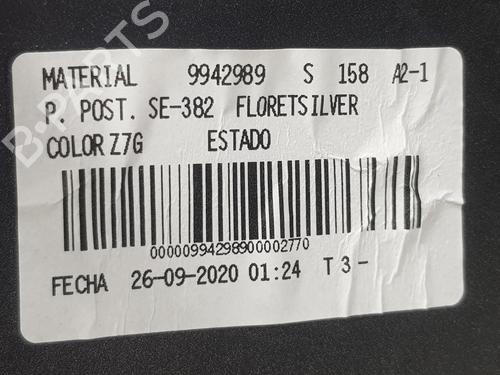 MATERIAL 9942989 S 158 A2-1
P. POST. SE-382 FLORETSILVER
COLOR Z7G ESTADO
00000994298900002770
FECHA 26-09-2020 01:24 T 3 -
B-PARTS